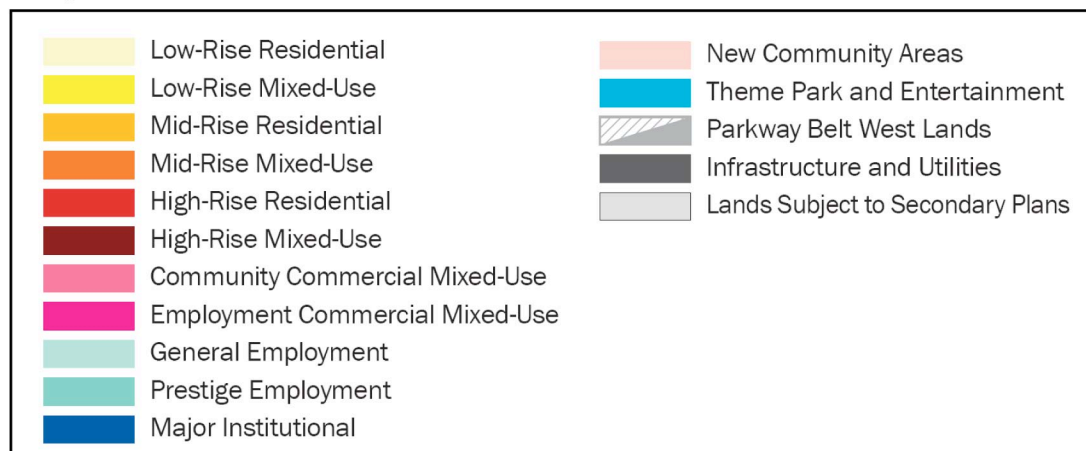 Low-Rise Residential
Low-Rise Mixed-Use
Mid-Rise Residential
Mid-Rise Mixed-Use
High-Rise Residential
High-Rise Mixed-Use
Community Commercial Mixed-Use
Employment Commercial Mixed-Use
General Employment
Prestige Employment
Major Institutional
New Community Areas
Theme Park and Entertainment
Parkway Belt West Lands
Infrastructure and Utilities
Lands Subject to Secondary Plans